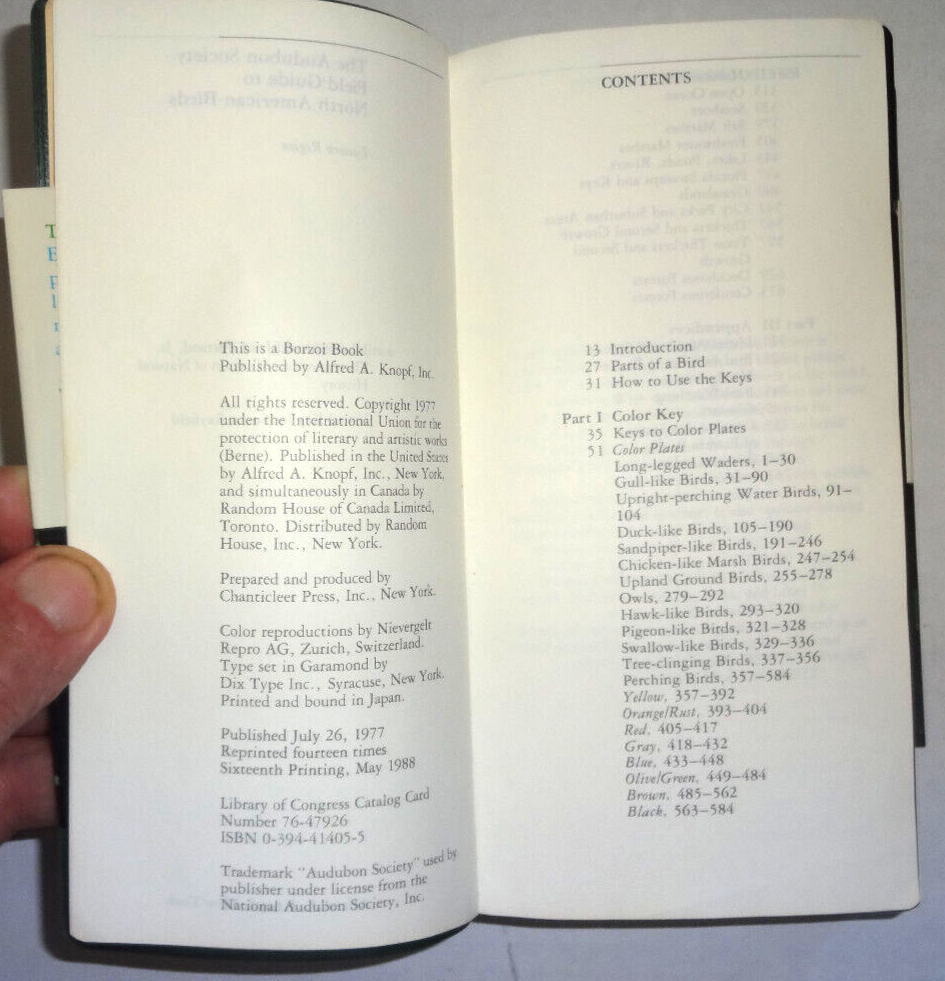 This is a Borzoi Book
Published by Alfred A. Knopf, Inc.
All rights reserved. Copyright 1977
under the International Union for the
protection of literary and artistic works
(Berne). Published in the United States
by Alfred A. Knopf, Inc., New York,
and simultaneously in Canada by
Random House of Canada Limited,
Toronto. Distributed by Random
House, Inc., New York.
Prepared and produced by
Chanticleer Press, Inc., New York.
Color reproductions by Nievergelt
Repro AG, Zurich, Switzerland.
Type set in Garamond by
Dix Type Inc., Syracuse, New York.
Printed and bound in Japan.
Published July 26, 1977
Reprinted fourteen times
Sixteenth Printing, May 1988
Library of Congress Catalog Card
Number 76-47926
ISBN 0-394-41405-5
Trademark "Audubon Society" used by
publisher under license from the
National Audubon Society, Inc.
CONTENTS
13 Introduction
27 Parts of a Bird
31 How to Use the Keys
Part I Color Key
35 Keys to Color Plates
51 Color Plates
Long-legged Waders, 1–30
Gull-like Birds, 31–90
Upright-perching Water Birds, 91–
104
Duck-like Birds, 105–190
Sandpiper-like Birds, 191–246
Chicken-like Marsh Birds, 247–254
Upland Ground Birds, 255–278
Owls, 279–292
Hawk-like Birds, 293–320
Pigeon-like Birds, 321–328
Swallow-like Birds, 329–336
Tree-clinging Birds, 337–356
Perching Birds, 357–584
Yellow, 357–392
Orange/Rust, 393–404
Red, 405–417
Gray, 418–432
Blue, 433–448
Olive/Green, 449–484
Brown, 485–562
Black, 563–584